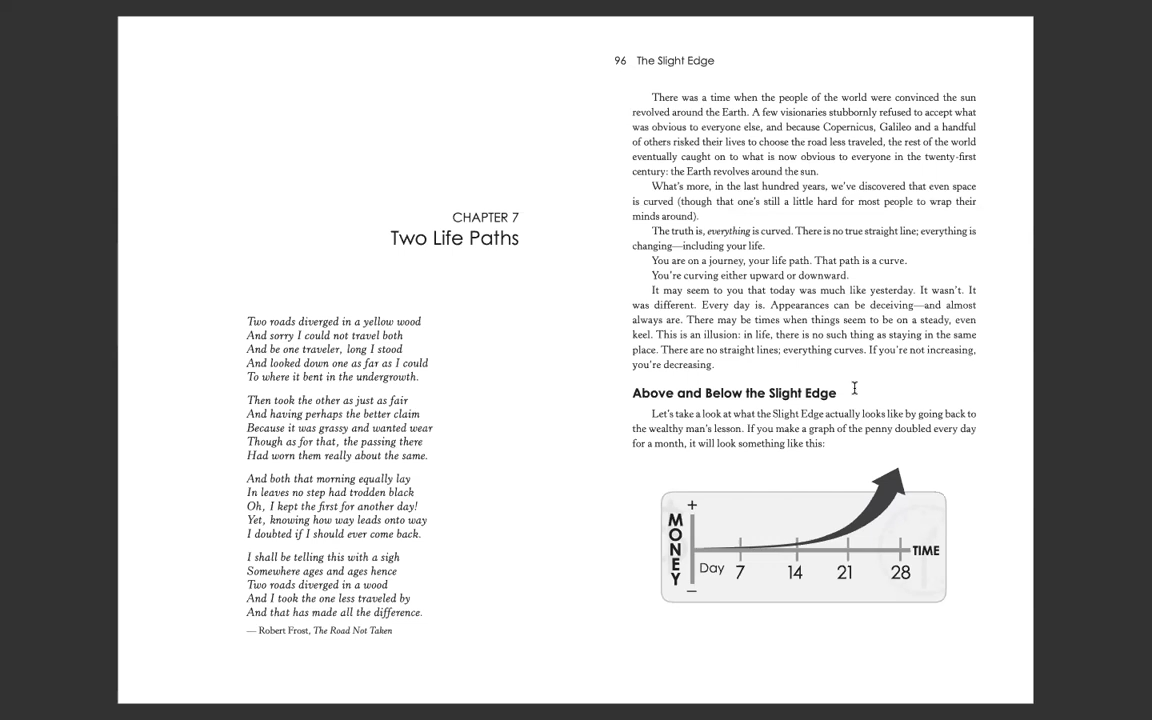 CHAPTER 7
Two Life Paths
Two roads diverged in a yellow wood
And sorry I could not travel both
And be one traveler, long I stood
And looked down one as far as I could
To where it bent in the undergrowth.
Then took the other as just as fair
And having perhaps the better claim
Because it was grassy and wanted wear
Though as for that, the passing there
Had worn them really about the same.
And both that morning equally lay
In leaves no step had trodden black
Oh, I kept the first for another day!
Yet, knowing how way leads onto way
I doubted if I should ever come back.
I shall be telling this with a sigh
Somewhere ages and ages hence
Two roads diverged in a wood
And I took the one less traveled by
And that has made all the difference.
— Robert Frost, The Road Not Taken
96 The Slight Edge
There was a time when the people of the world were convinced the sun
revolved around the Earth. A few visionaries stubbornly refused to accept what
was obvious to everyone else, and because Copernicus, Galileo and a handful
of others risked their lives to choose the road less traveled, the rest of the world
eventually caught on to what is now obvious to everyone in the twenty-first
century: the Earth revolves around the sun.
What's more, in the last hundred years, we've discovered that even space
is curved (though that one's still a little hard for most people to wrap their
minds around).
The truth is, everything is curved. There is no true straight line; everything is
changing—including your life.
You are on a journey, your life path. That path is a curve.
You're curving either upward or downward.
It may seem to you that today was much like yesterday. It wasn't. It
was different. Every day is. Appearances can be deceiving—and almost
always are. There may be times when things seem to be on a steady, even
keel. This is an illusion: in life, there is no such thing as staying in the same
place. There are no straight lines; everything curves. If you're not increasing,
you're decreasing.
Above and Below the Slight Edge
Let's take a look at what the Slight Edge actually looks like by going back to
the wealthy man's lesson. If you make a graph of the penny doubled every day
for a month, it will look something like this:
+
MONEY
−
TIME
Day 7 14 21 28